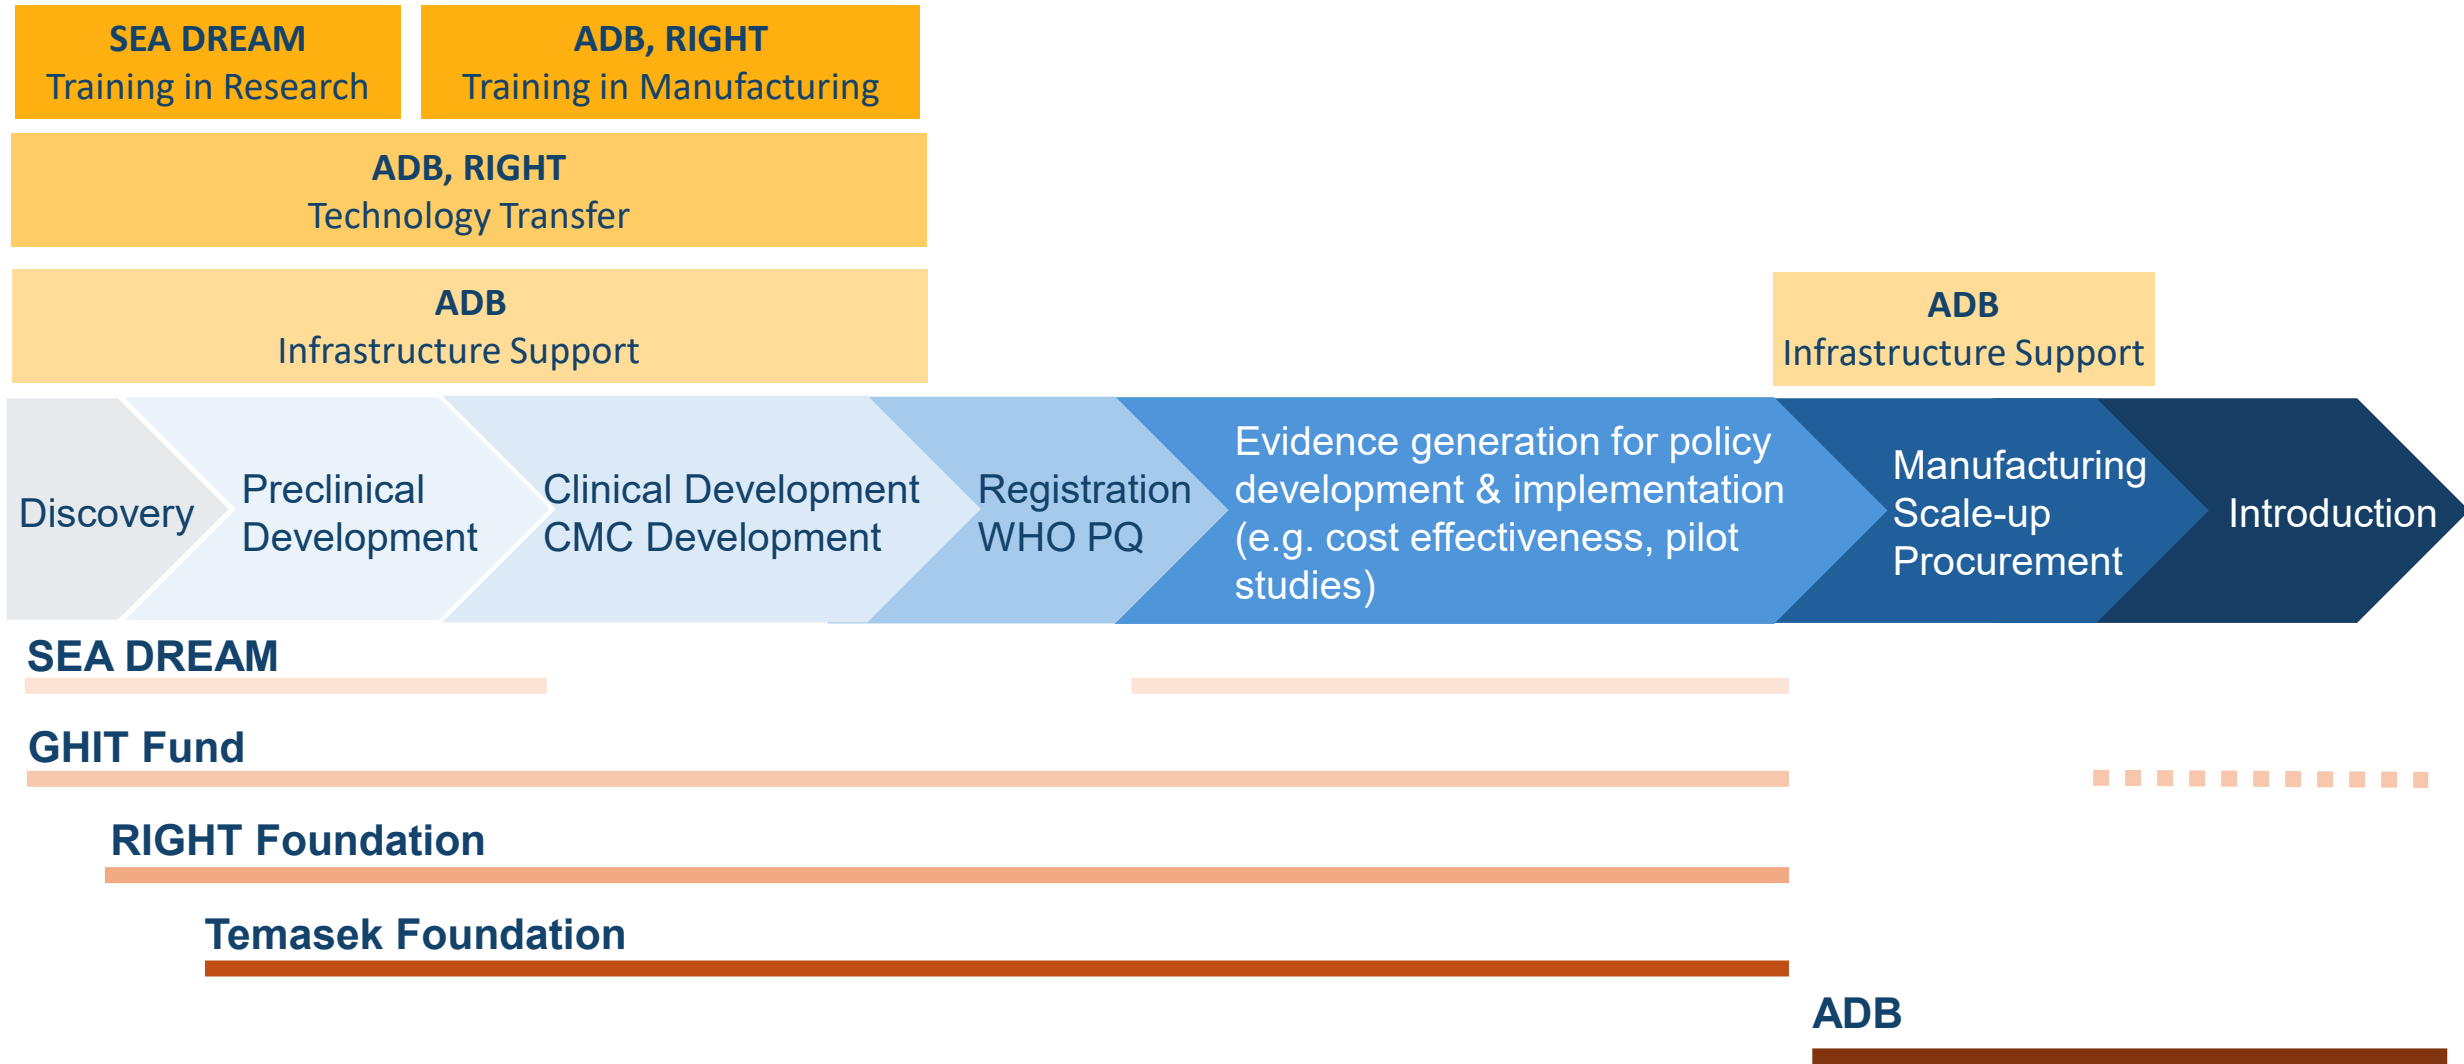 SEA DREAM
Training in Research
ADB, RIGHT
Training in Manufacturing
ADB, RIGHT
Technology Transfer
ADB
Infrastructure Support
ADB
Infrastructure Support
Discovery
Preclinical
Development
Clinical Development
CMC Development
Registration
WHO PQ
Evidence generation for policy
development & implementation
(e.g. cost effectiveness, pilot
studies)
Manufacturing
Scale-up
Procurement
Introduction
SEA DREAM
GHIT Fund
RIGHT Foundation
Temasek Foundation
ADB